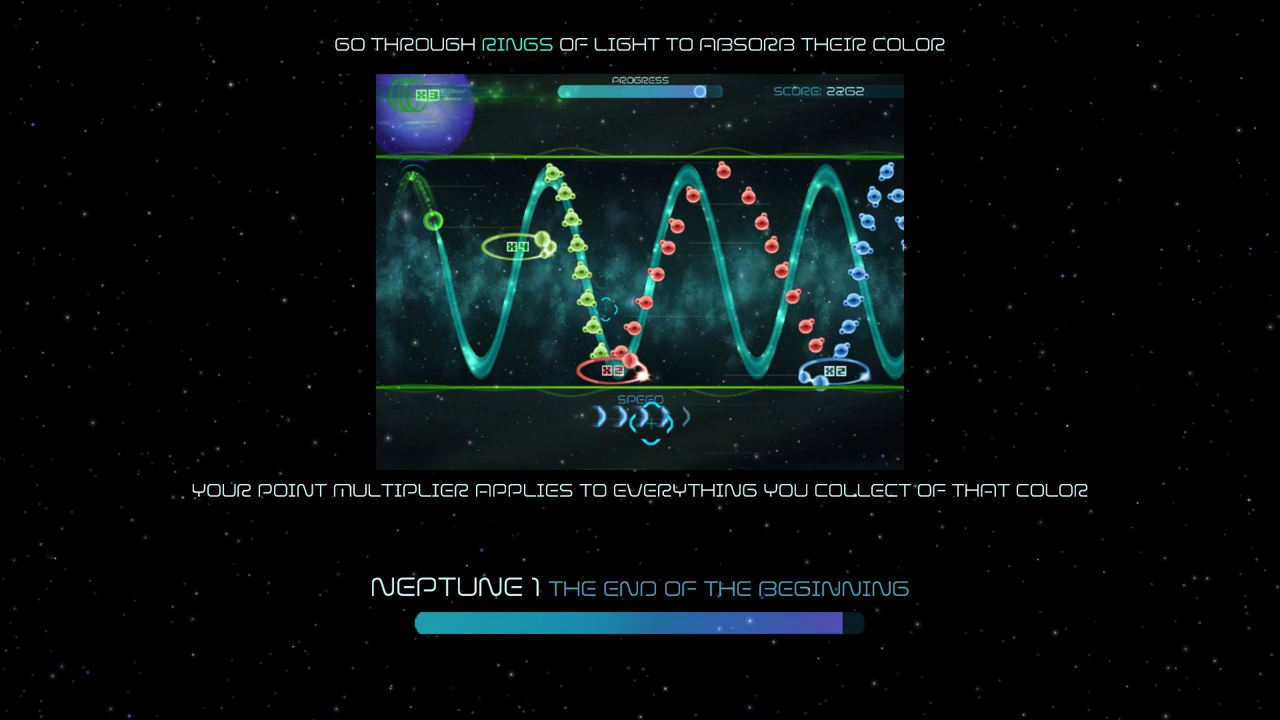 GO THROUGH RINGS OF LIGHT TO ABSORB THEIR COLOR
X3
PROGRESS
SCORE: 2262
X4
X2
X2
SPEED
YOUR POINT MULTIPLIER APPLIES TO EVERYTHING YOU COLLECT OF THAT COLOR
NEPTUNE 1 THE END OF THE BEGINNING